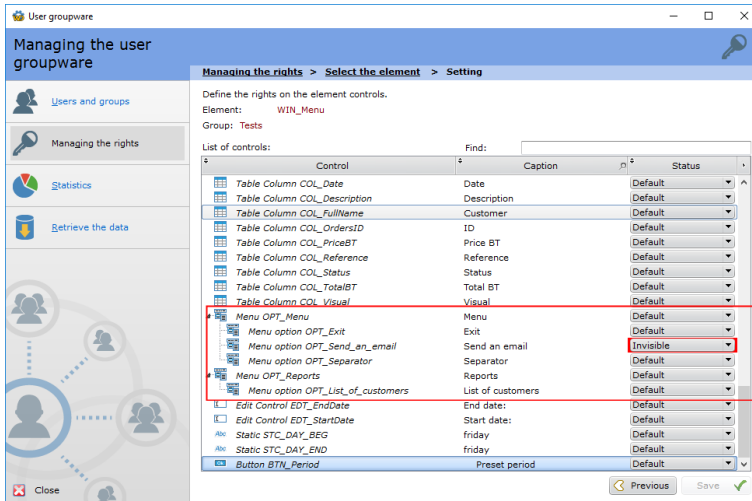 User groupware
Managing the user
groupware
Managing the rights > Select the element > Setting
Users and groups
Managing the rights
Statistics
Retrieve the data
Define the rights on the element controls.
Element: WIN_Menu
Group: Tests
List of controls: Find:
Control Caption Status
Table Column COL_Date Date Default
Table Column COL_Description Description Default
Table Column COL_FullName Customer Default
Table Column COL_OrdersID ID Default
Table Column COL_PriceBT Price BT Default
Table Column COL_Reference Reference Default
Table Column COL_Status Status Default
Table Column COL_TotalBT Total BT Default
Table Column COL_Visual Visual Default
Menu OPT_Menu Menu Default
Menu option OPT_Exit Exit Default
Menu option OPT_Send_an_email Send an email Invisible
Menu option OPT_Separator Separator Default
Menu OPT_Reports Reports Default
Menu option OPT_List_of_customers List of customers Default
Edit Control EDT_EndDate End date: Default
Edit Control EDT_StartDate Start date: Default
Abc Static STC_DAY_BEG friday Default
Abc Static STC_DAY_END friday Default
Button BTN_Period Preset period Default
Close
Previous Save